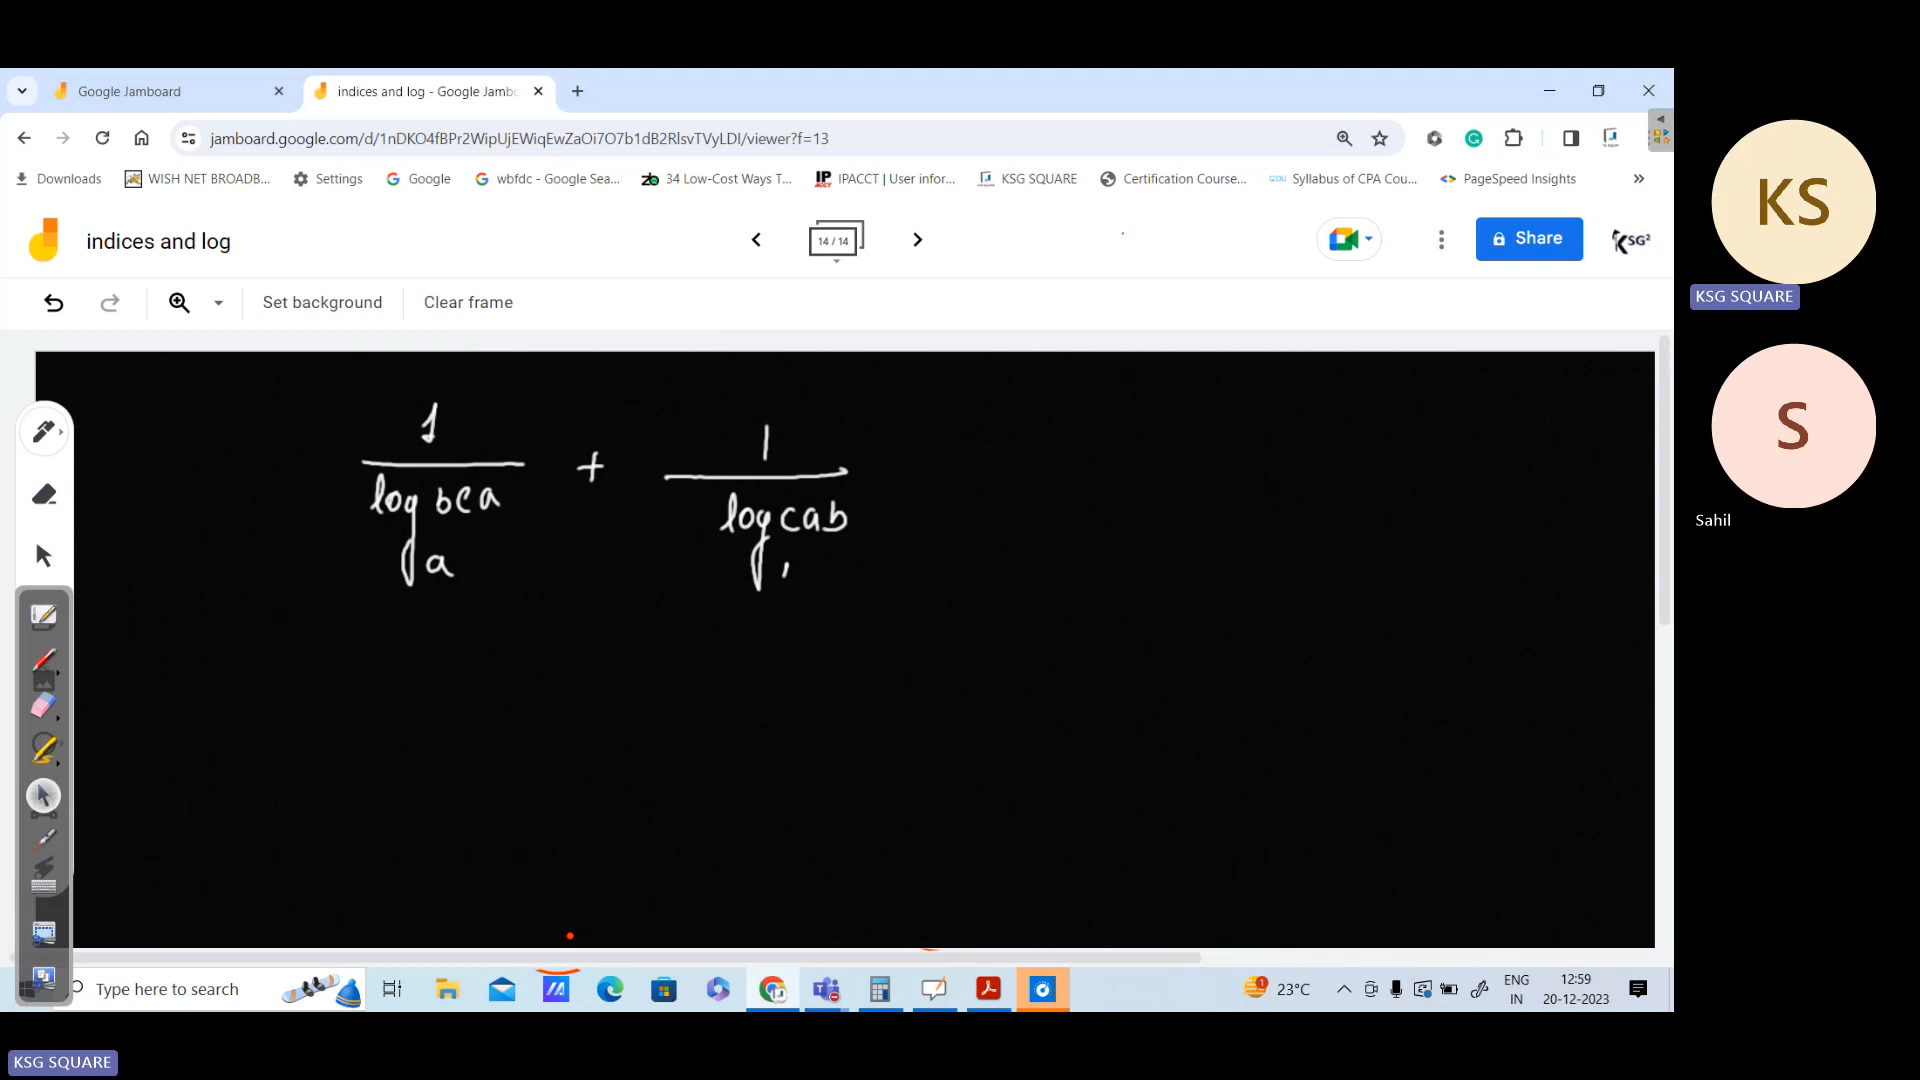 Google Jamboard
indices and log - Google Jambo
jamboard.google.com/d/1nDKO4fBPr2WipUjEWiqEwZaOi7O7b1dB2RlsvTVyLDI/viewer?f=13
Downloads WISH NET BROADB... Settings Google wbfdc - Google Sea... 34 Low-Cost Ways T... IPACCT | User infor... KSG SQUARE Certification Course... Syllabus of CPA Cou... PageSpeed Insights »
indices and log 14 / 14 Share KSG²
Set background Clear frame
1 1
log bca + log cab
a
KS
KSG SQUARE
S
Sahil
Type here to search 23°C ENG 12:59
IN 20-12-2023
KSG SQUARE